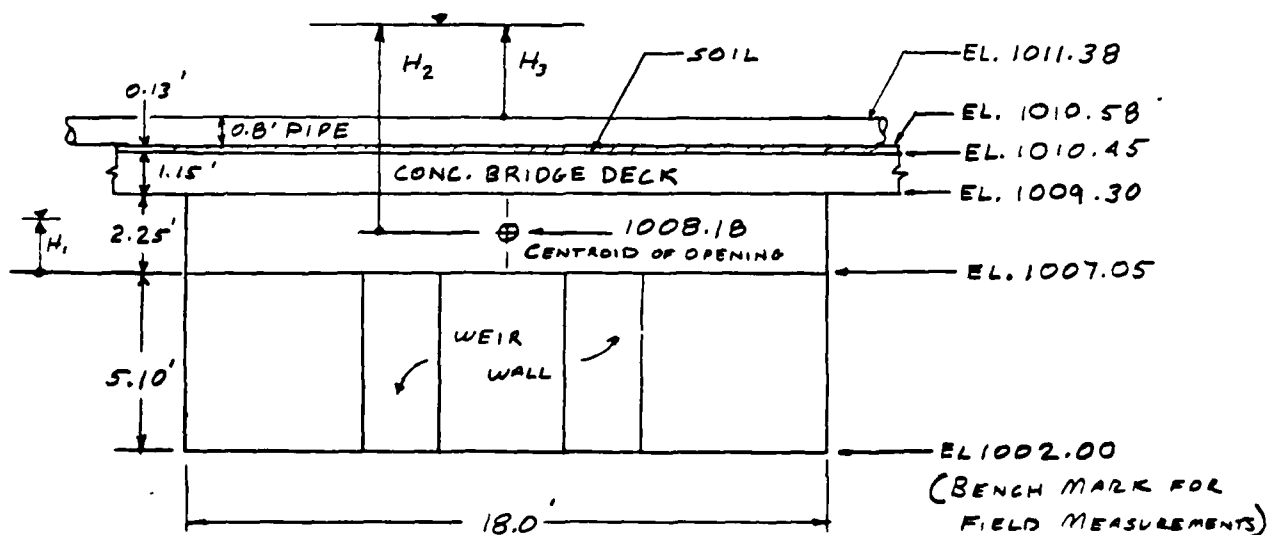 H₂
H₃
SOIL
EL. 1011.38
0.13'
EL. 1010.58
0.8' PIPE
EL. 1010.45
1.15'
CONC. BRIDGE DECK
EL. 1009.30
H₁
2.25'
1008.18
CENTROID OF OPENING
EL. 1007.05
WEIR
WALL
5.10'
EL 1002.00
(BENCH MARK FOR
FIELD MEASUREMENTS)
18.0'